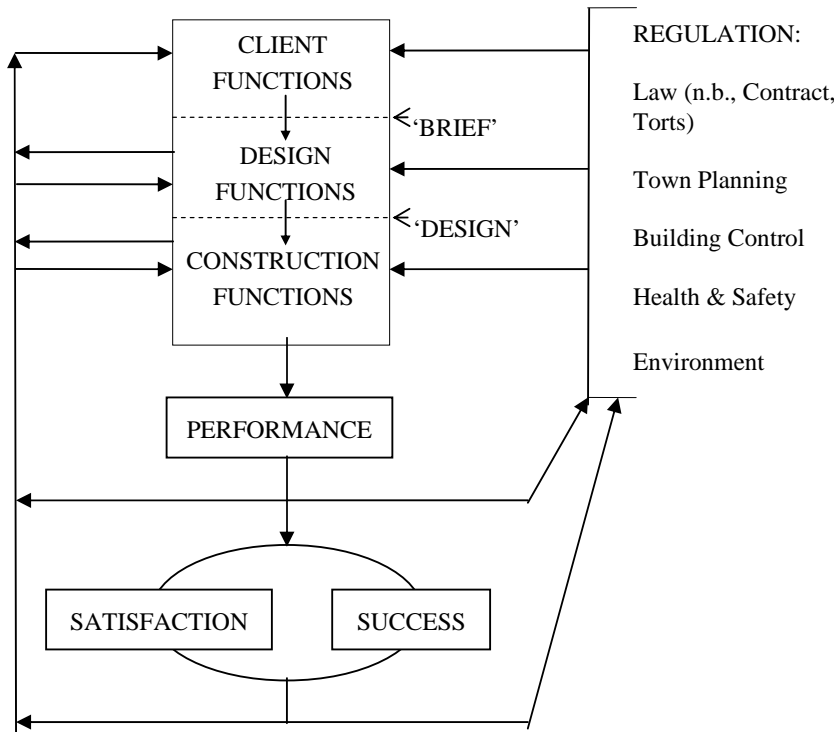 CLIENT
FUNCTIONS
‘BRIEF’
DESIGN
FUNCTIONS
‘DESIGN’
CONSTRUCTION
FUNCTIONS
PERFORMANCE
SATISFACTION
SUCCESS
REGULATION:
Law (n.b., Contract,
Torts)
Town Planning
Building Control
Health & Safety
Environment